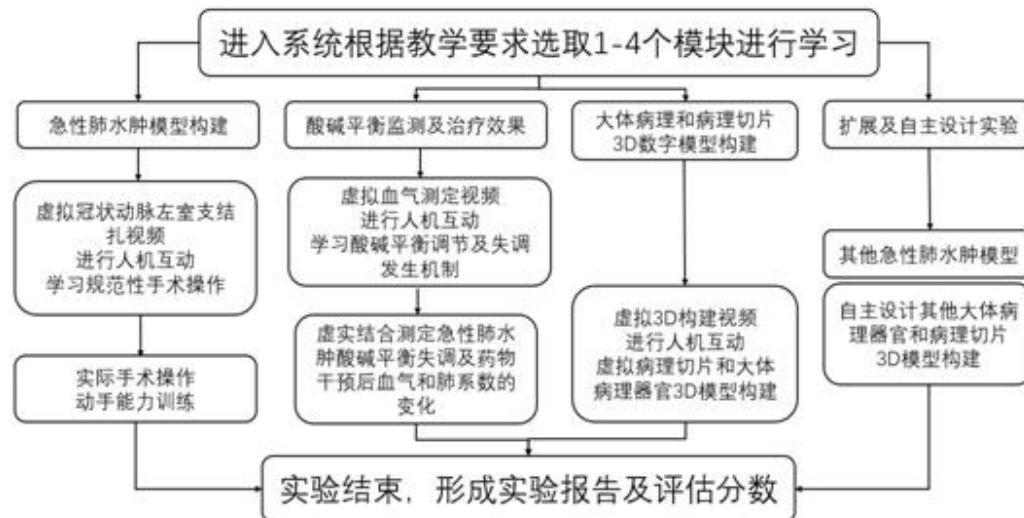 进入系统根据教学要求选取1-4个模块进行学习
急性肺水肿模型构建
虚拟冠状动脉左室支结
扎视频
进行人机互动
学习规范性手术操作
实际手术操作
动手能力训练
酸碱平衡监测及治疗效果
虚拟血气测定视频
进行人机互动
学习酸碱平衡调节及失调
发生机制
虚实结合测定急性肺水
肿酸碱平衡失调及药物
干预后血气和肺系数的
变化
大体病理和病理切片
3D数字模型构建
虚拟3D构建视频
进行人机互动
虚拟病理切片和大体
病理器官3D模型构建
扩展及自主设计实验
其他急性肺水肿模型
自主设计其他大体病
理器官和病理切片
3D模型构建
实验结束，形成实验报告及评估分数